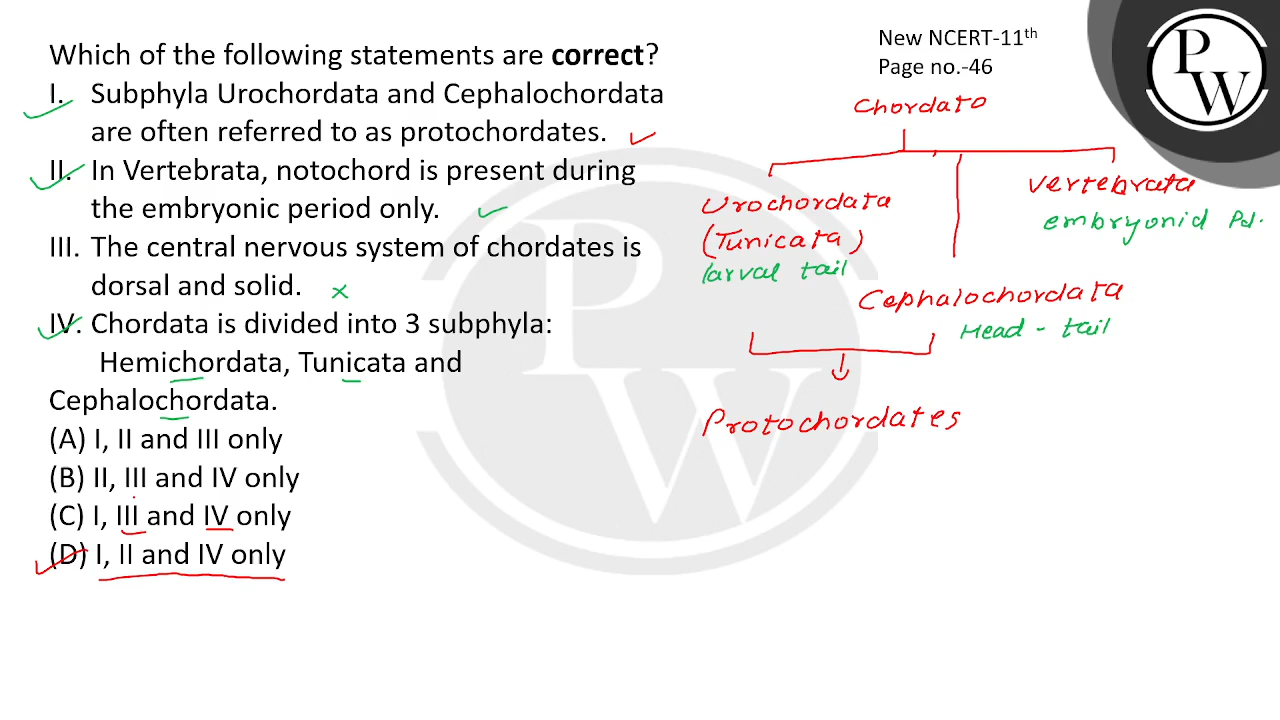 Which of the following statements are correct?
I. Subphyla Urochordata and Cephalochordata
are often referred to as protochordates.
II. In Vertebrata, notochord is present during
the embryonic period only.
III. The central nervous system of chordates is
dorsal and solid.
IV. Chordata is divided into 3 subphyla:
Hemichordata, Tunicata and
Cephalochordata.
(A) I, II and III only
(B) II, III and IV only
(C) I, III and IV only
(D) I, II and IV only
New NCERT-11th
Page no.-46
PW
Chordata
Urochordata
(Tunicata)
larval tail
Vertebrata
embryonid Pd.
Cephalochordata
Head - tail
Protochordates
PW